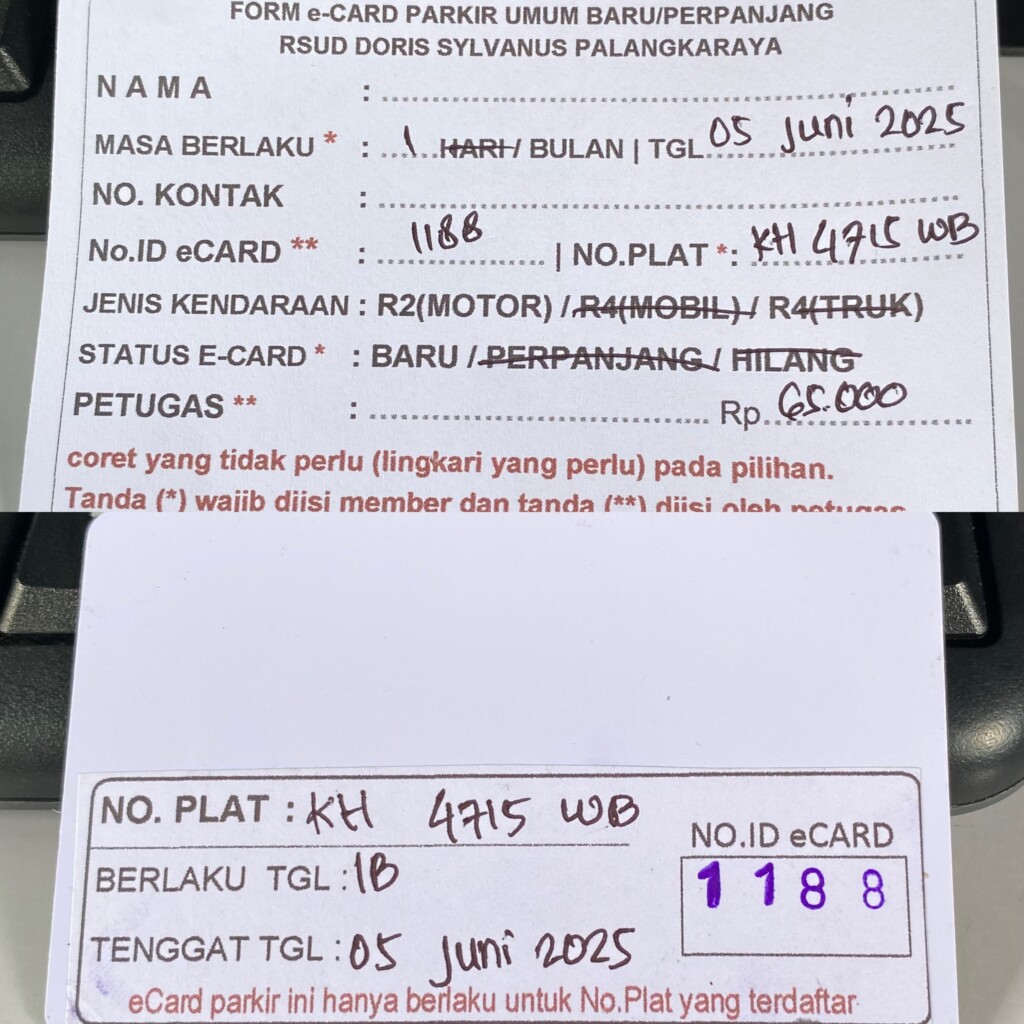 FORM e-CARD PARKIR UMUM BARU/PERPANJANG
RSUD DORIS SYLVANUS PALANGKARAYA
N A M A :
MASA BERLAKU * : 1 HARI / BULAN | TGL 05 Juni 2025
NO. KONTAK :
No.ID eCARD ** : 1188 | NO.PLAT *: KH 4715 WB
JENIS KENDARAAN : R2(MOTOR) / R4(MOBIL) / R4(TRUK)
STATUS E-CARD * : BARU / PERPANJANG / HILANG
PETUGAS ** : Rp. 65.000
coret yang tidak perlu (lingkari yang perlu) pada pilihan.
Tanda (*) wajib diisi member dan tanda (**) diisi oleh petugas
NO. PLAT : KH 4715 WB
BERLAKU TGL : 1B
TENGGAT TGL : 05 Juni 2025
NO.ID eCARD
1188
eCard parkir ini hanya berlaku untuk No.Plat yang terdaftar